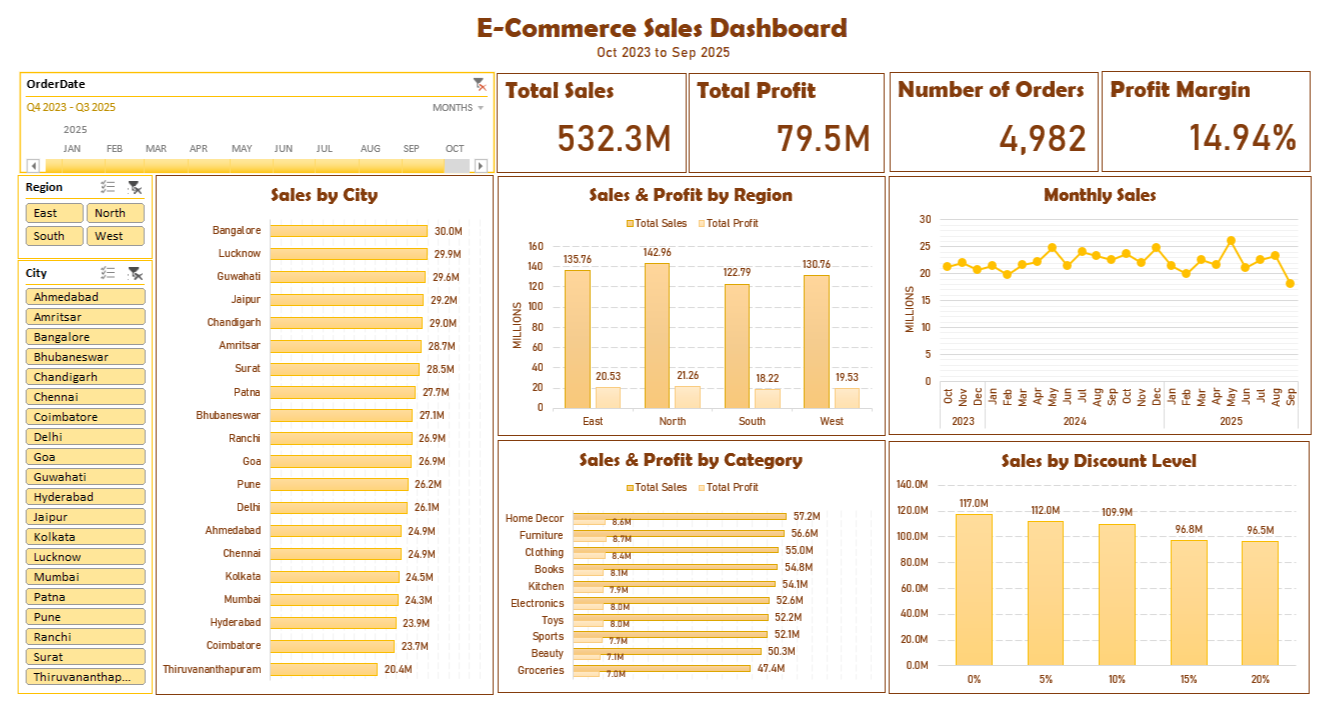 E-Commerce Sales Dashboard
Oct 2023 to Sep 2025
OrderDate
Q4 2023 - Q3 2025
MONTHS
2025
JAN FEB MAR APR MAY JUN JUL AUG SEP OCT
Total Sales
532.3M
Total Profit
79.5M
Number of Orders
4,982
Profit Margin
14.94%
Region
East North
South West
City
Ahmedabad
Amritsar
Bangalore
Bhubaneswar
Chandigarh
Chennai
Coimbatore
Delhi
Goa
Guwahati
Hyderabad
Jaipur
Kolkata
Lucknow
Mumbai
Patna
Pune
Ranchi
Surat
Thiruvananthap...
Sales by City
Bangalore 30.0M
Lucknow 29.9M
Guwahati 29.6M
Jaipur 29.2M
Chandigarh 29.0M
Amritsar 28.7M
Surat 28.5M
Patna 27.7M
Bhubaneswar 27.1M
Ranchi 26.9M
Goa 26.9M
Pune 26.2M
Delhi 26.1M
Ahmedabad 24.9M
Chennai 24.9M
Kolkata 24.5M
Mumbai 24.3M
Hyderabad 23.9M
Coimbatore 23.7M
Thiruvananthapuram 20.4M
Sales & Profit by Region
Total Sales Total Profit
MILLIONS
160
140
120
100
80
60
40
20
0
135.76 20.53
142.96 21.26
122.79 18.22
130.76 19.53
East North South West
Sales & Profit by Category
Total Sales Total Profit
Home Decor 57.2M
8.6M
Furniture 56.6M
8.7M
Clothing 55.0M
8.4M
Books 54.8M
8.1M
Kitchen 54.1M
7.9M
Electronics 52.6M
8.0M
Toys 52.2M
8.0M
Sports 52.1M
7.7M
Beauty 50.3M
7.1M
Groceries 47.4M
7.0M
Monthly Sales
MILLIONS
30
25
20
15
10
5
0
Oct Nov Dec Jan Feb Mar Apr May Jun Jul Aug Sep Oct Nov Dec Jan Feb Mar Apr May Jun Jul Aug Sep
2023 2024 2025
Sales by Discount Level
140.0M
120.0M
100.0M
80.0M
60.0M
40.0M
20.0M
0.0M
117.0M 112.0M 109.9M 96.8M 96.5M
0% 5% 10% 15% 20%